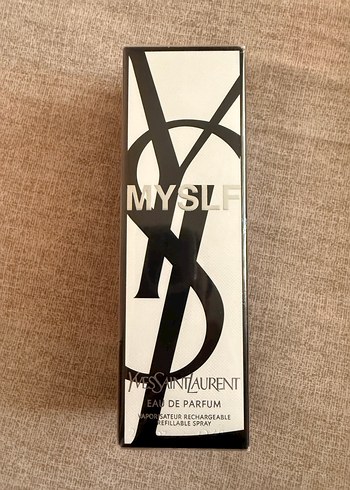 MYSLF
YVESSAINTLAURENT
EAU DE PARFUM
VAPORISATEUR RECHARGEABLE
REFILLABLE SPRAY